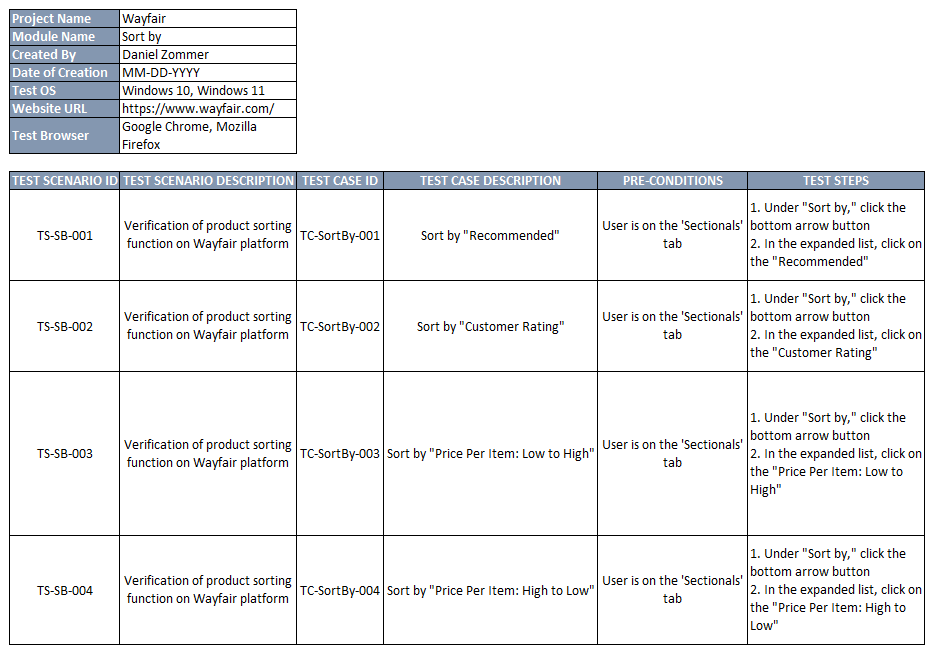 Project Name Wayfair
Module Name Sort by
Created By Daniel Zommer
Date of Creation MM-DD-YYYY
Test OS Windows 10, Windows 11
Website URL https://www.wayfair.com/
Test Browser Google Chrome, Mozilla
Firefox
TEST SCENARIO ID TEST SCENARIO DESCRIPTION TEST CASE ID TEST CASE DESCRIPTION PRE-CONDITIONS TEST STEPS
TS-SB-001
Verification of product sorting
function on Wayfair platform
TC-SortBy-001
Sort by "Recommended"
User is on the 'Sectionals'
tab
1. Under "Sort by," click the
bottom arrow button
2. In the expanded list, click on
the "Recommended"
TS-SB-002
Verification of product sorting
function on Wayfair platform
TC-SortBy-002
Sort by "Customer Rating"
User is on the 'Sectionals'
tab
1. Under "Sort by," click the
bottom arrow button
2. In the expanded list, click on
the "Customer Rating"
TS-SB-003
Verification of product sorting
function on Wayfair platform
TC-SortBy-003
Sort by "Price Per Item: Low to High"
User is on the 'Sectionals'
tab
1. Under "Sort by," click the
bottom arrow button
2. In the expanded list, click on
the "Price Per Item: Low to
High"
TS-SB-004
Verification of product sorting
function on Wayfair platform
TC-SortBy-004
Sort by "Price Per Item: High to Low"
User is on the 'Sectionals'
tab
1. Under "Sort by," click the
bottom arrow button
2. In the expanded list, click on
the "Price Per Item: High to
Low"